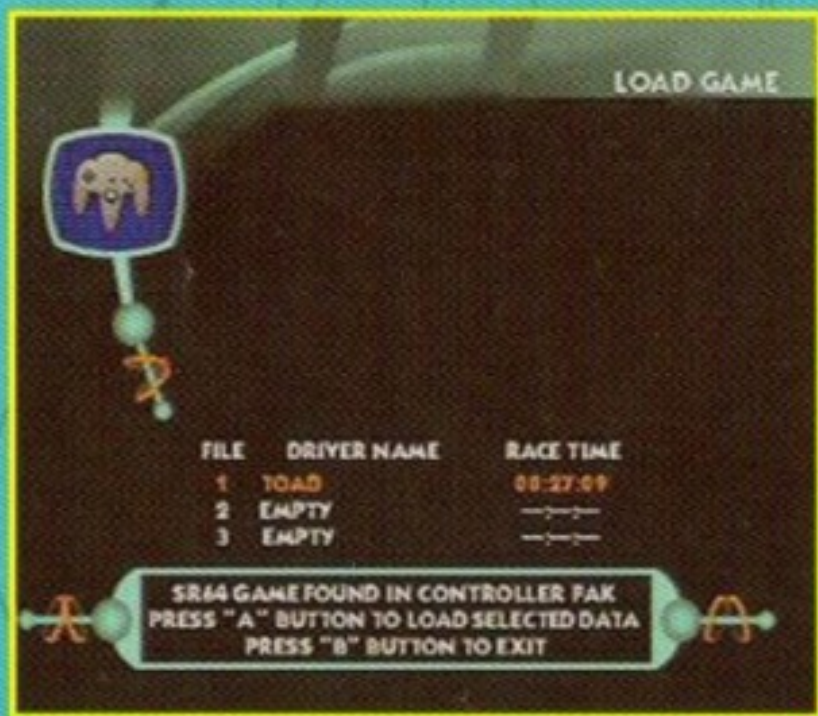 LOAD GAME
FILE DRIVER NAME RACE TIME
1 TOAD 00:27:09
2 EMPTY --:--:--
3 EMPTY --:--:--
SR64 GAME FOUND IN CONTROLLER PAK
PRESS "A" BUTTON TO LOAD SELECTED DATA
PRESS "B" BUTTON TO EXIT